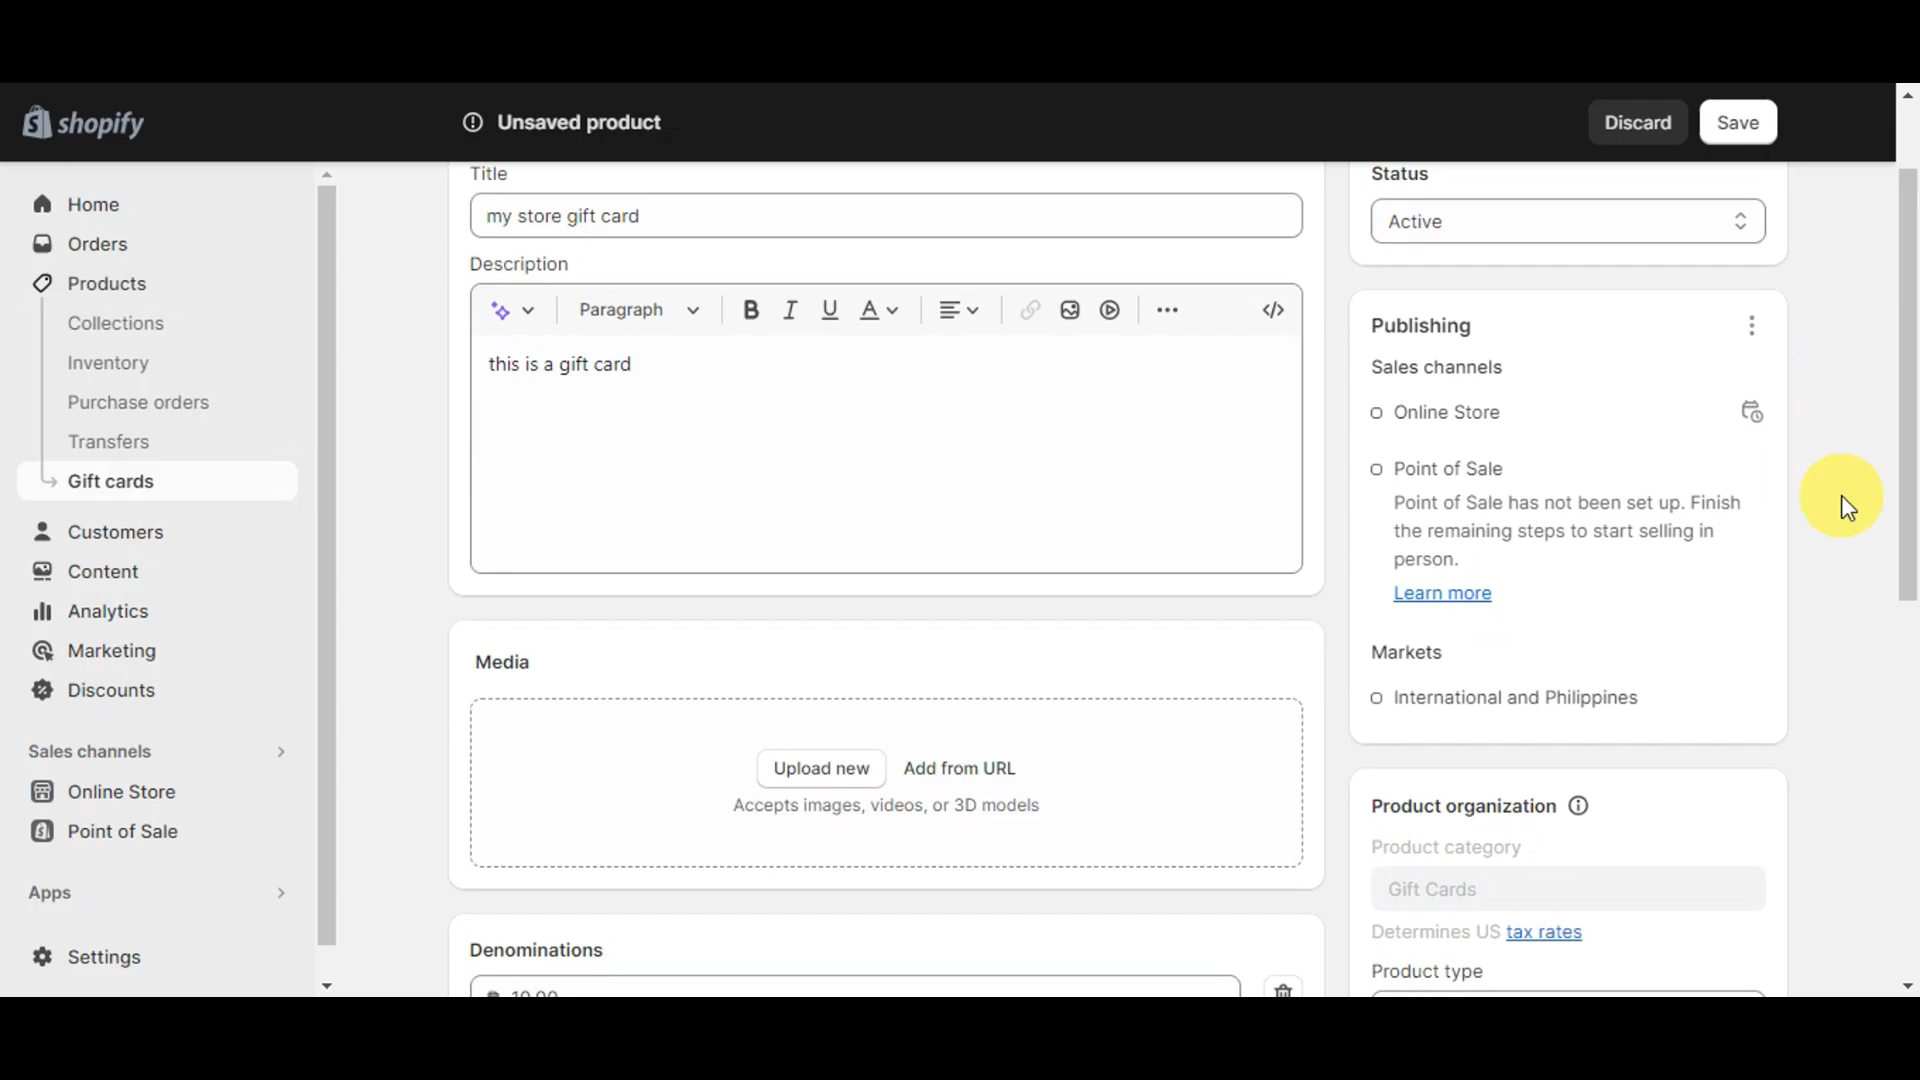 shopify
Unsaved product
Discard
Save
Home
Orders
Products
Collections
Inventory
Purchase orders
Transfers
Gift cards
Customers
Content
Analytics
Marketing
Discounts
Sales channels
Online Store
Point of Sale
Apps
Settings
Title
my store gift card
Description
Paragraph
this is a gift card
Media
Upload new
Add from URL
Accepts images, videos, or 3D models
Denominations
10.00
Status
Active
Publishing
Sales channels
Online Store
Point of Sale
Point of Sale has not been set up. Finish
the remaining steps to start selling in
person.
Learn more
Markets
International and Philippines
Product organization
Product category
Gift Cards
Determines US tax rates
Product type